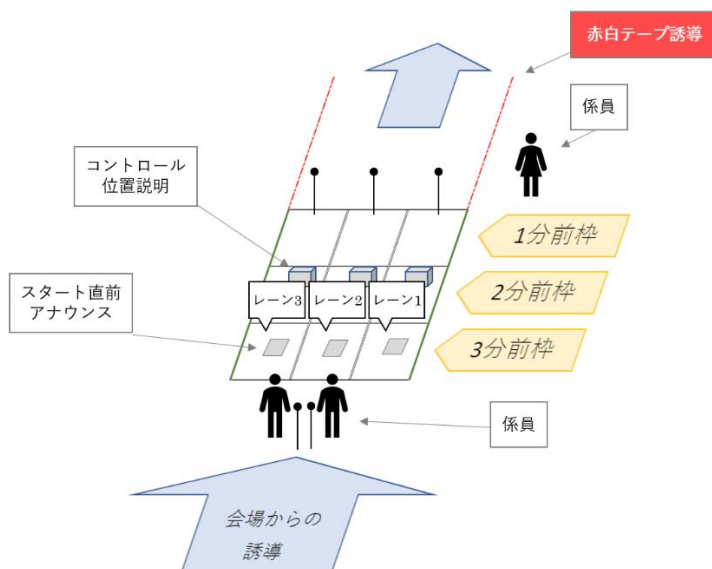 赤白テープ誘導
係員
コントロール
位置説明
1分前枠
2分前枠
スタート直前
アナウンス
レーン3
レーン2
レーン1
3分前枠
係員
会場からの
誘導